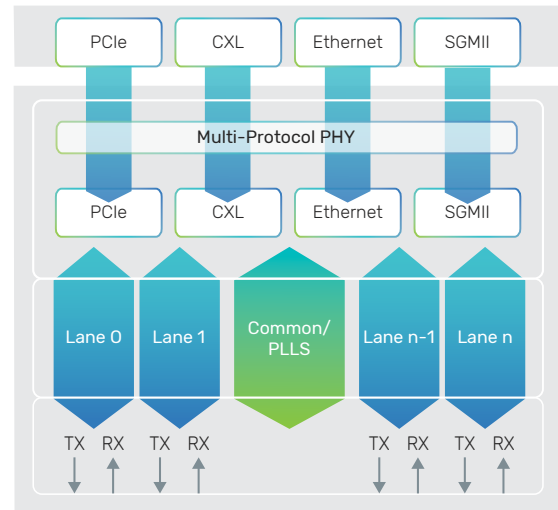 PCIe CXL Ethernet SGMII
Multi-Protocol PHY
PCIe CXL Ethernet SGMII
Lane 0 Lane 1 Common/ Lane n-1 Lane n
PLLS
TX RX TX RX TX RX TX RX